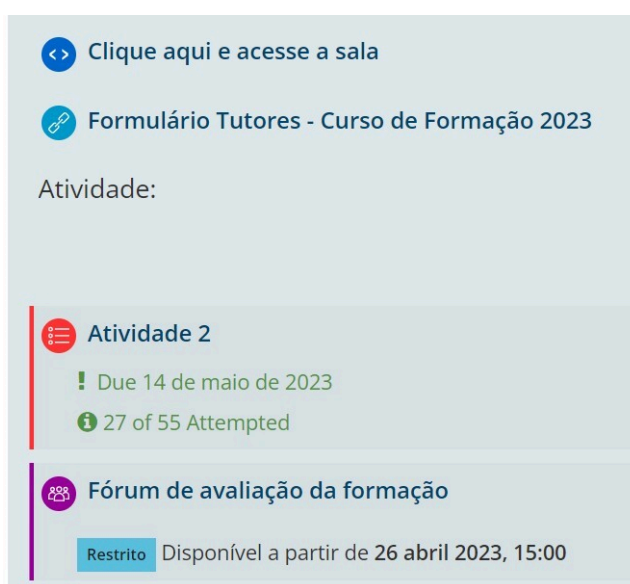 Clique aqui e acesse a sala
Formulário Tutores - Curso de Formação 2023
Atividade:
Atividade 2
! Due 14 de maio de 2023
27 of 55 Attempted
Fórum de avaliação da formação
Restrito Disponível a partir de 26 abril 2023, 15:00